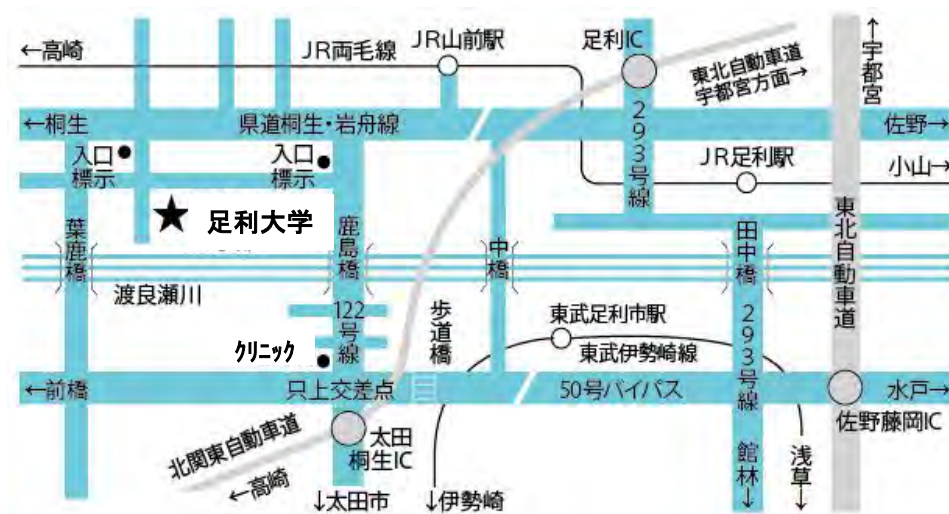 ←高崎
JR両毛線
JR山前駅
足利IC
東北自動車道
宇都宮方面→
↑宇都宮
←桐生
県道桐生・岩舟線
293号線
佐野→
入口
標示
入口
標示
JR足利駅
小山→
★ 足利大学
葉鹿橋
鹿島橋
中橋
田中橋
東北自動車道
渡良瀬川
122号線
歩道橋
東武足利市駅
東武伊勢崎線
293号線
クリニック
←前橋
只上交差点
50号バイパス
水戸→
佐野藤岡IC
北関東自動車道
←高崎
太田
桐生IC
↓太田市
↓伊勢崎
館林↓
浅草↓